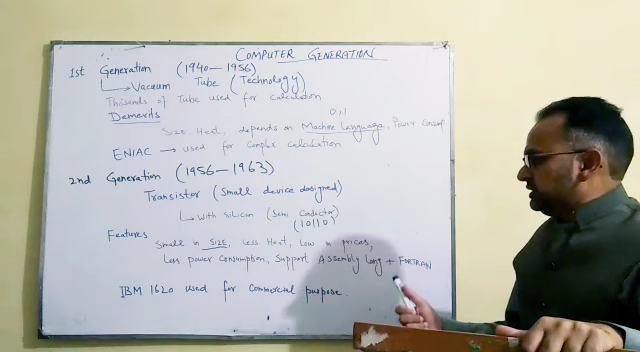 COMPUTER GENERATION
1st Generation (1940-1956)
Vacuum Tube (Technology)
Thousands of Tube used for calculation
Demerits
0,1
Size, Heat, depends on Machine Language, Power
ENIAC → used for Complex calculation
2nd Generation (1956-1963)
Transistor (Small device designed)
With Silicon (Semi Conductor)
(10110)
Features
Small in Size, Less Heat, Low in prices,
Less power Consumption, Support Assembly Lang + FORTRAN
IBM 1620 used for Commercial purpose.